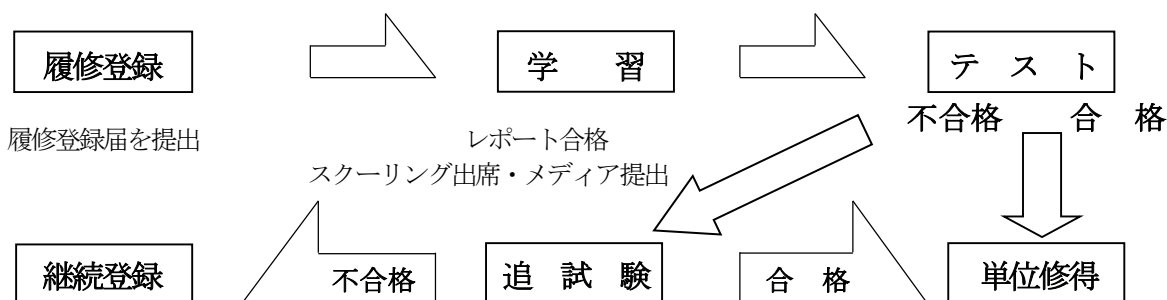 履修登録 学 習 テ ス ト
不合格 合 格
履修登録届を提出 レポート合格
スクーリング出席・メディア提出
継続登録 不合格 追 試 験 合 格 単位修得